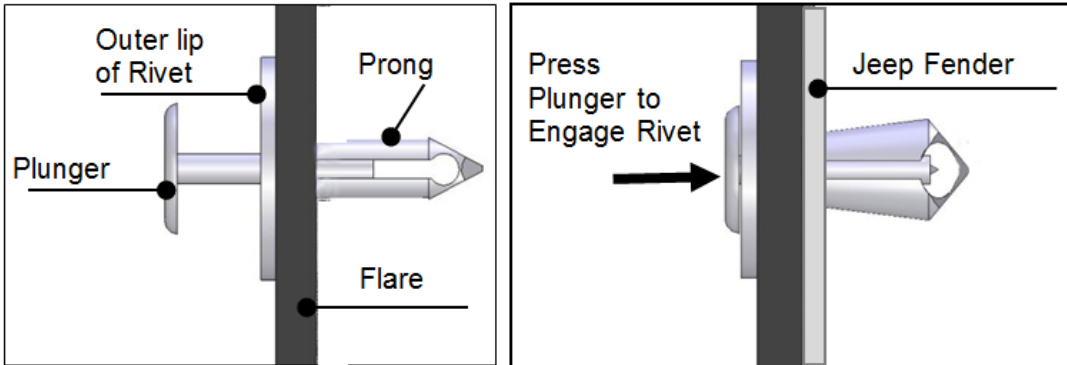 Outer lip
of Rivet
Prong
Plunger
Flare
Press
Plunger to
Engage Rivet
Jeep Fender